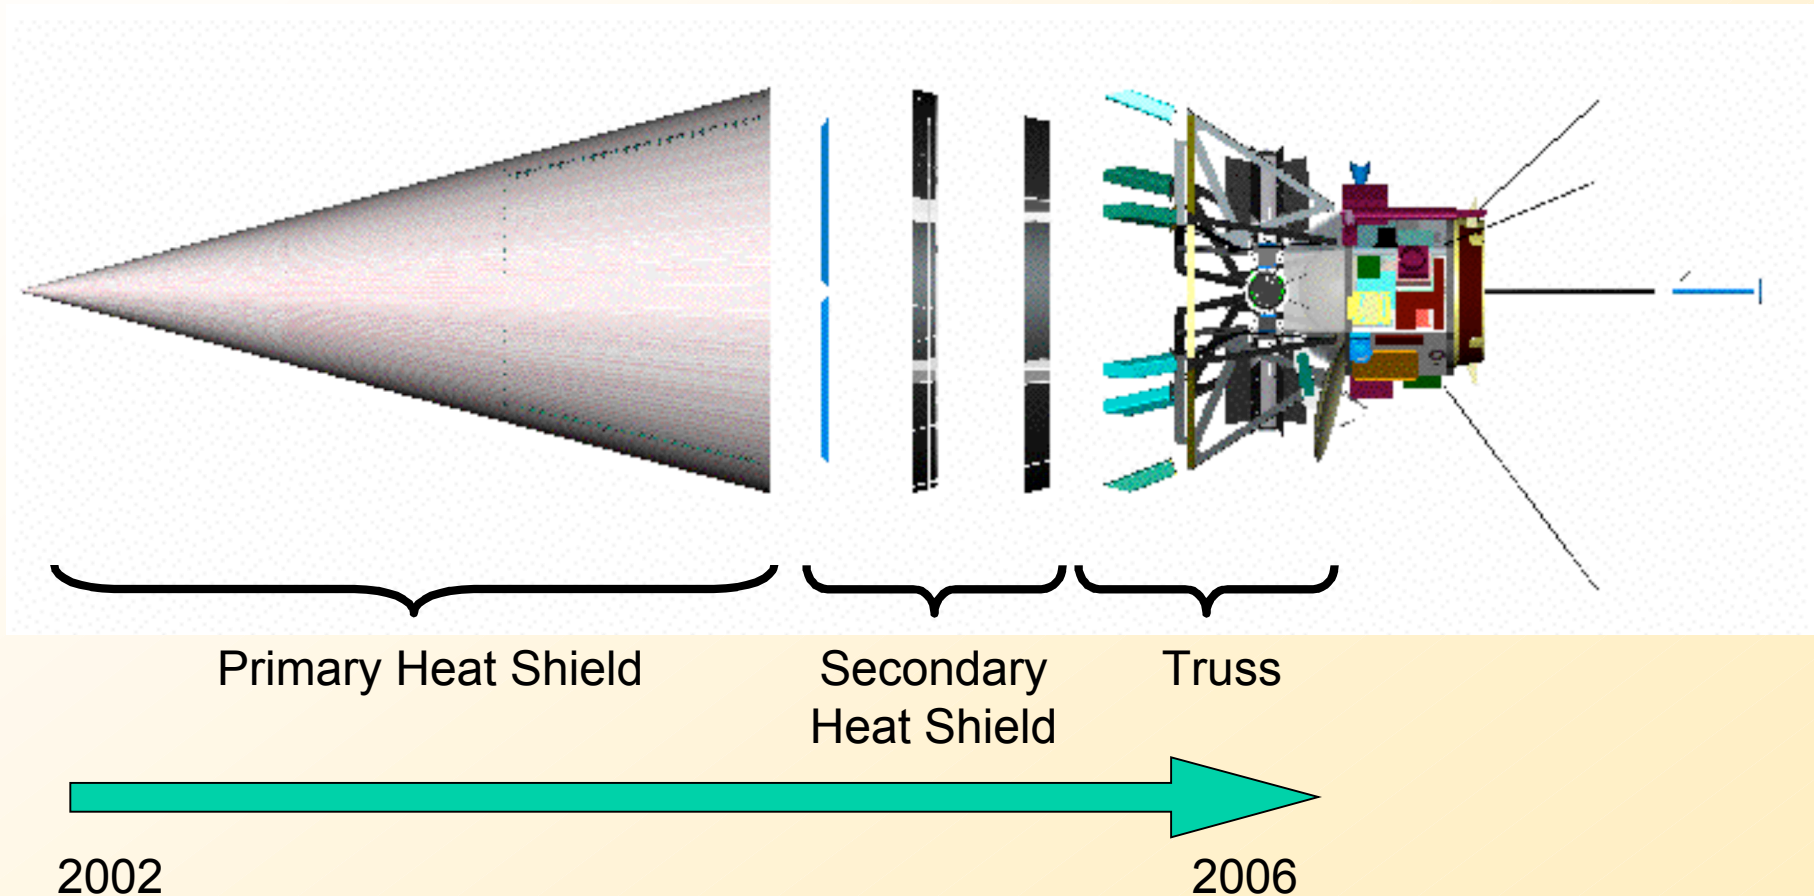 Primary Heat Shield
Secondary
Heat Shield
Truss
2002
2006